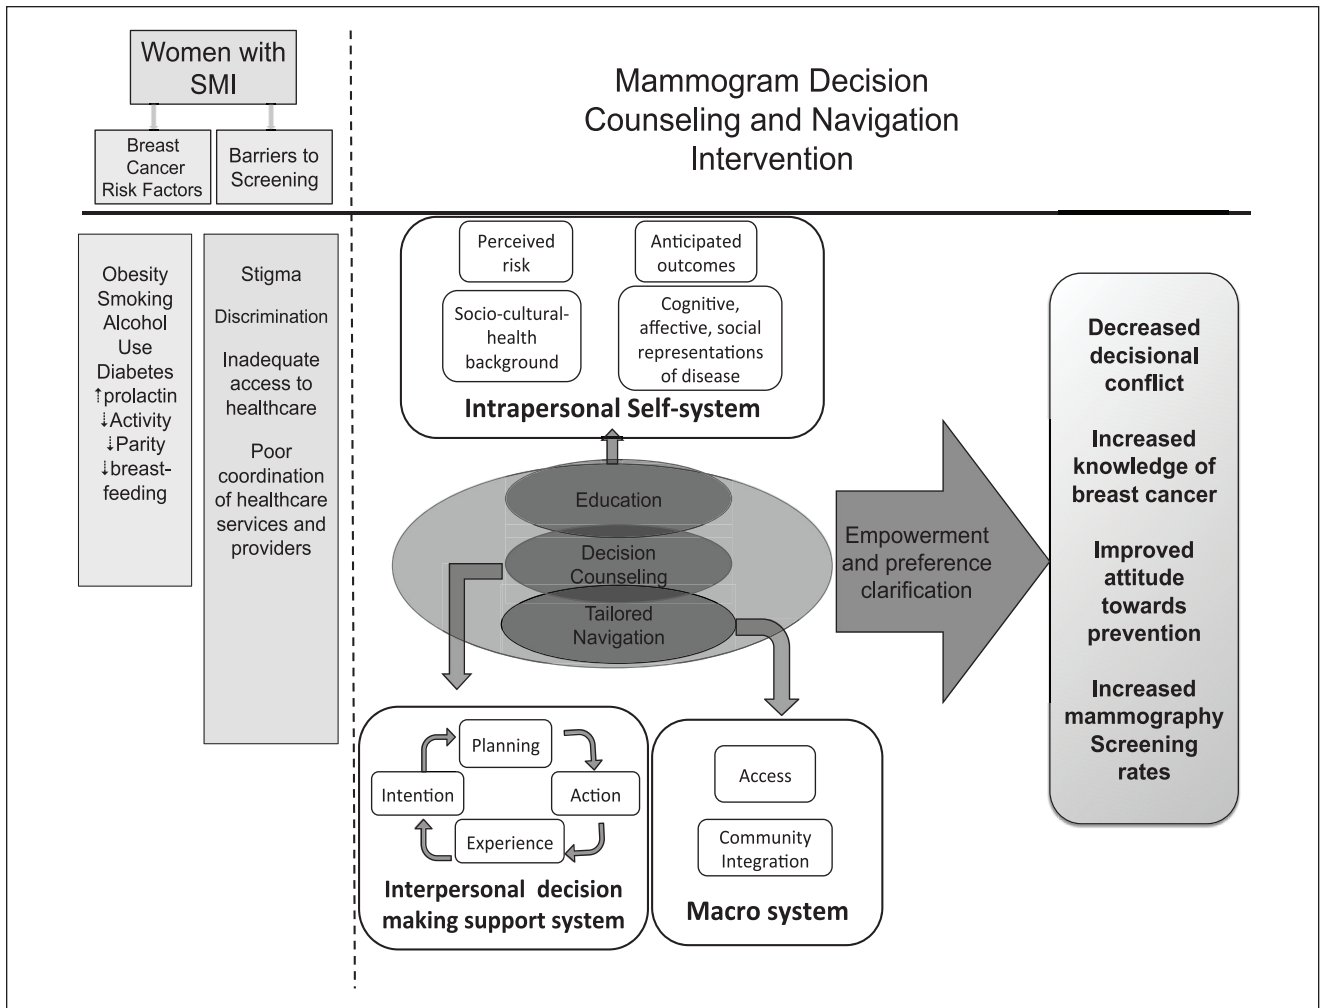 Women with
SMI
Breast
Cancer
Risk Factors
Barriers to
Screening
Mammogram Decision
Counseling and Navigation
Intervention
Obesity
Smoking
Alcohol
Use
Diabetes
↑prolactin
↓Activity
↓Parity
↓breast-
feeding
Stigma
Discrimination
Inadequate
access to
healthcare
Poor
coordination
of healthcare
services and
providers
Perceived
risk
Anticipated
outcomes
Socio-cultural-
health
background
Cognitive,
affective, social
representations
of disease
Intrapersonal Self-system
Education
Decision
Counseling
Tailored
Navigation
Empowerment
and preference
clarification
Planning
Intention
Action
Experience
Interpersonal decision
making support system
Access
Community
Integration
Macro system
Decreased
decisional
conflict
Increased
knowledge of
breast cancer
Improved
attitude
towards
prevention
Increased
mammography
Screening
rates